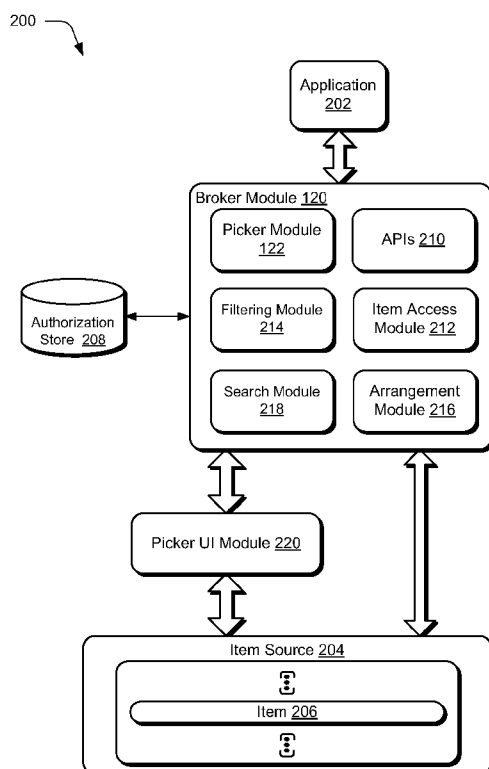 200
Application
202
Broker Module 120
Picker Module
122
APIs 210
Filtering Module
214
Item Access
Module 212
Search Module
218
Arrangement
Module 216
Authorization
Store 208
Picker UI Module 220
Item Source 204
Item 206